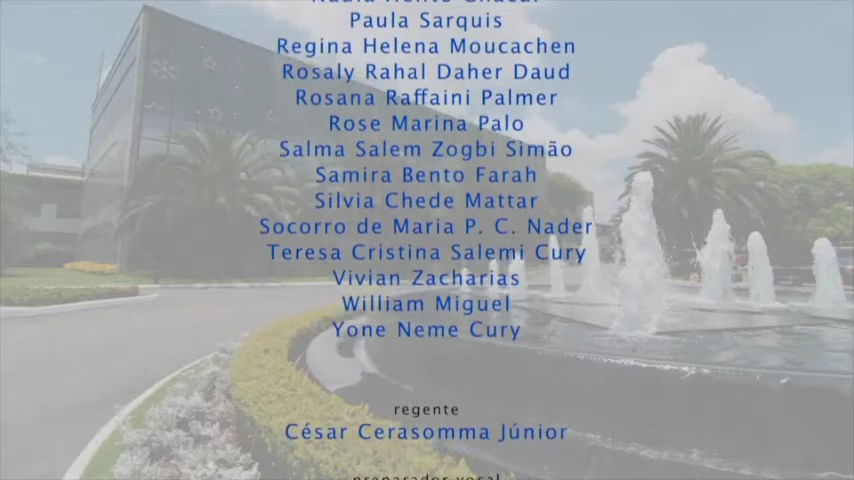 Paula Sarquis
Regina Helena Moucachen
Rosaly Rahal Daher Daud
Rosana Raffaini Palmer
Rose Marina Palo
Salma Salem Zogbi Simão
Samira Bento Farah
Silvia Chede Mattar
Socorro de Maria P. C. Nader
Teresa Cristina Salemi Cury
Vivian Zacharias
William Miguel
Yone Neme Cury
regente
César Cerasomma Júnior
preparador vocal